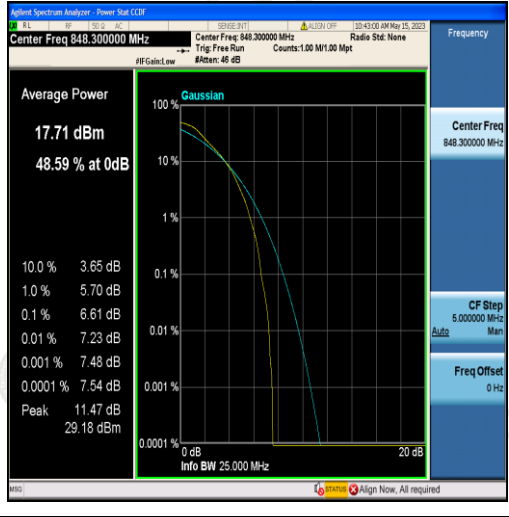 Agilent Spectrum Analyzer - Power Stat CCDF
RL RF 50 Ω AC SENSE:INT ALIGN OFF 10:43:00 AM May 15, 2023
Center Freq 848.300000 MHz
Center Freq: 848.300000 MHz Radio Std: None
Trig: Free Run Counts:1.00 M/1.00 Mpt
#IFGain:Low #Atten: 46 dB
Frequency
Average Power
17.71 dBm
48.59 % at 0dB
10.0 % 3.65 dB
1.0 % 5.70 dB
0.1 % 6.61 dB
0.01 % 7.23 dB
0.001 % 7.48 dB
0.0001 % 7.54 dB
Peak 11.47 dB
29.18 dBm
Gaussian
100 %
10 %
1 %
0.1 %
0.01 %
0.001 %
0.0001 %
0 dB 20 dB
Info BW 25.000 MHz
Center Freq
848.300000 MHz
CF Step
5.000000 MHz
Auto Man
Freq Offset
0 Hz
MSG STATUS Align Now, All required